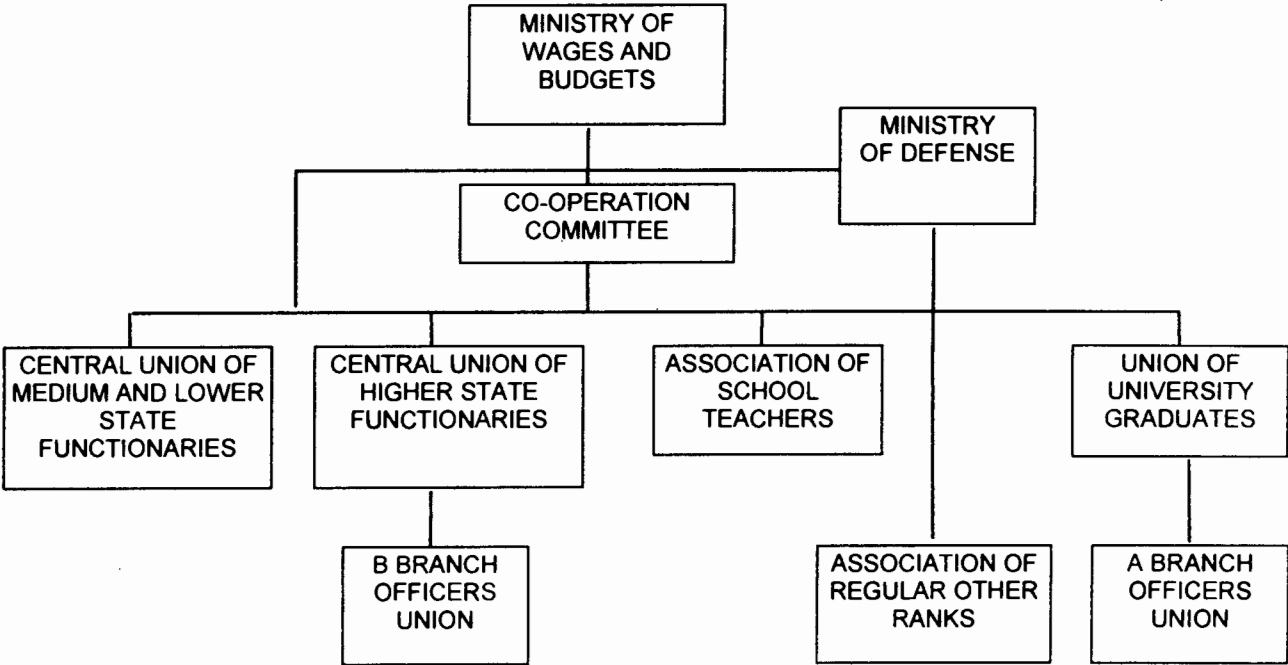 MINISTRY OF
WAGES AND
BUDGETS
MINISTRY
OF DEFENSE
CO-OPERATION
COMMITTEE
CENTRAL UNION OF
MEDIUM AND LOWER
STATE
FUNCTIONARIES
CENTRAL UNION OF
HIGHER STATE
FUNCTIONARIES
ASSOCIATION OF
SCHOOL
TEACHERS
UNION OF
UNIVERSITY
GRADUATES
B BRANCH
OFFICERS
UNION
ASSOCIATION OF
REGULAR OTHER
RANKS
A BRANCH
OFFICERS
UNION